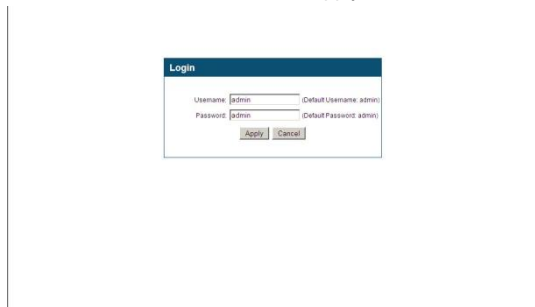 Login
Username: admin (Default Username: admin)
Password: admin (Default Password: admin)
Apply Cancel